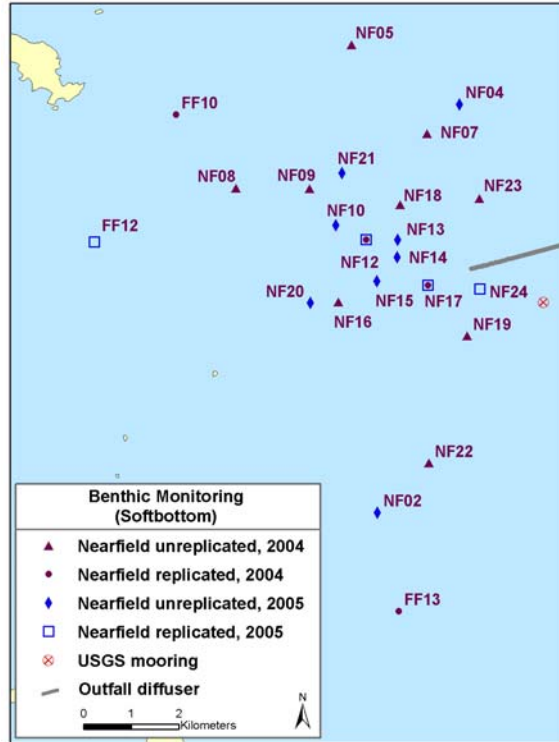 NF05
NF04
FF10
NF07
NF21
NF08
NF09
NF23
NF18
NF10
NF13
FF12
NF14
NF12
NF15
NF17
NF24
NF20
NF16
NF19
NF22
NF02
FF13
Benthic Monitoring
(Softbottom)
Nearfield unreplicated, 2004
Nearfield replicated, 2004
Nearfield unreplicated, 2005
Nearfield replicated, 2005
USGS mooring
Outfall diffuser
N
0 1 2
Kilometers